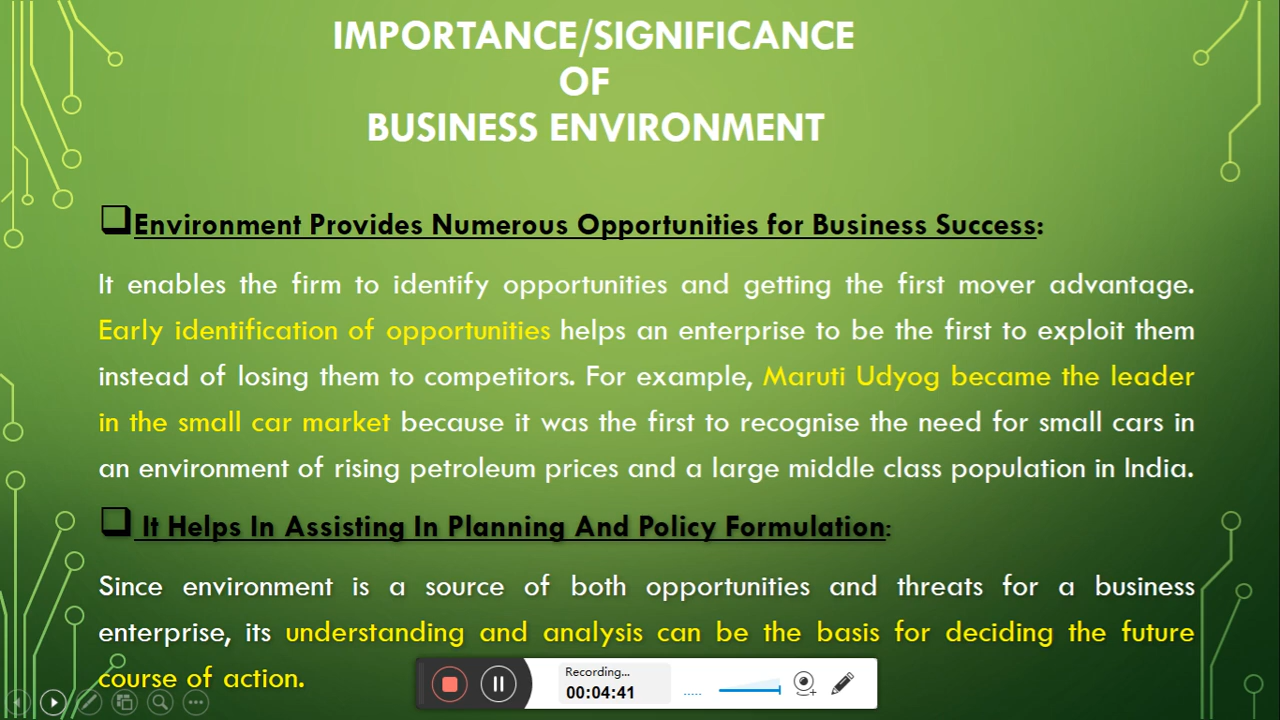 IMPORTANCE/SIGNIFICANCE
OF
BUSINESS ENVIRONMENT
Environment Provides Numerous Opportunities for Business Success:
It enables the firm to identify opportunities and getting the first mover advantage.
Early identification of opportunities helps an enterprise to be the first to exploit them
instead of losing them to competitors. For example, Maruti Udyog became the leader
in the small car market because it was the first to recognise the need for small cars in
an environment of rising petroleum prices and a large middle class population in India.
It Helps In Assisting In Planning And Policy Formulation:
Since environment is a source of both opportunities and threats for a business
enterprise, its understanding and analysis can be the basis for deciding the future
course of action.
Recording...
00:04:41